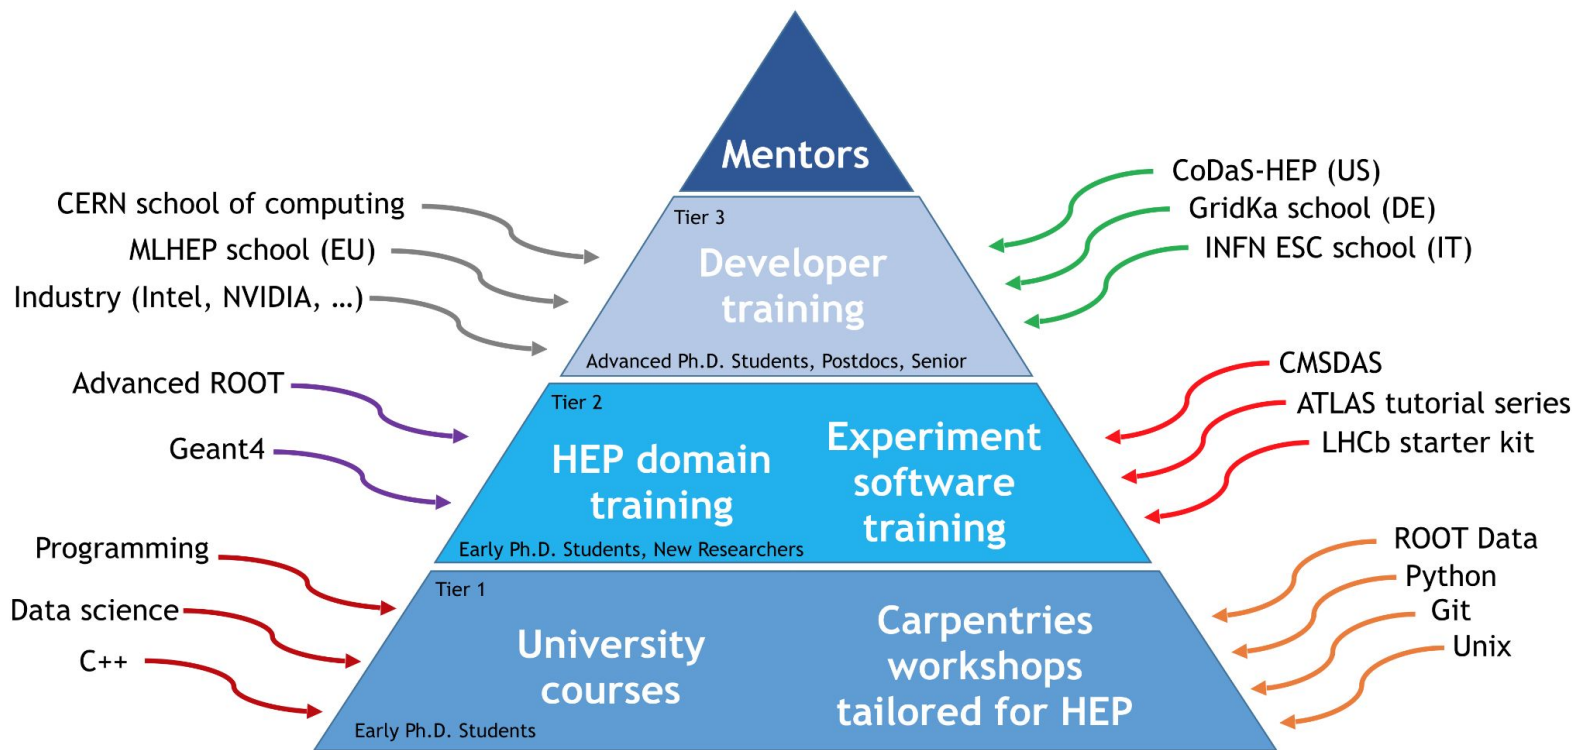 Mentors
CERN school of computing
MLHEP school (EU)
Industry (Intel, NVIDIA, ...)
CoDaS-HEP (US)
GridKa school (DE)
INFN ESC school (IT)
Tier 3
Developer
training
Advanced Ph.D. Students, Postdocs, Senior
Advanced ROOT
Geant4
CMSDAS
ATLAS tutorial series
LHCb starter kit
Tier 2
HEP domain
training
Experiment
software
training
Early Ph.D. Students, New Researchers
Programming
Data science
C++
ROOT Data
Python
Git
Unix
Tier 1
University
courses
Carpentries
workshops
tailored for HEP
Early Ph.D. Students